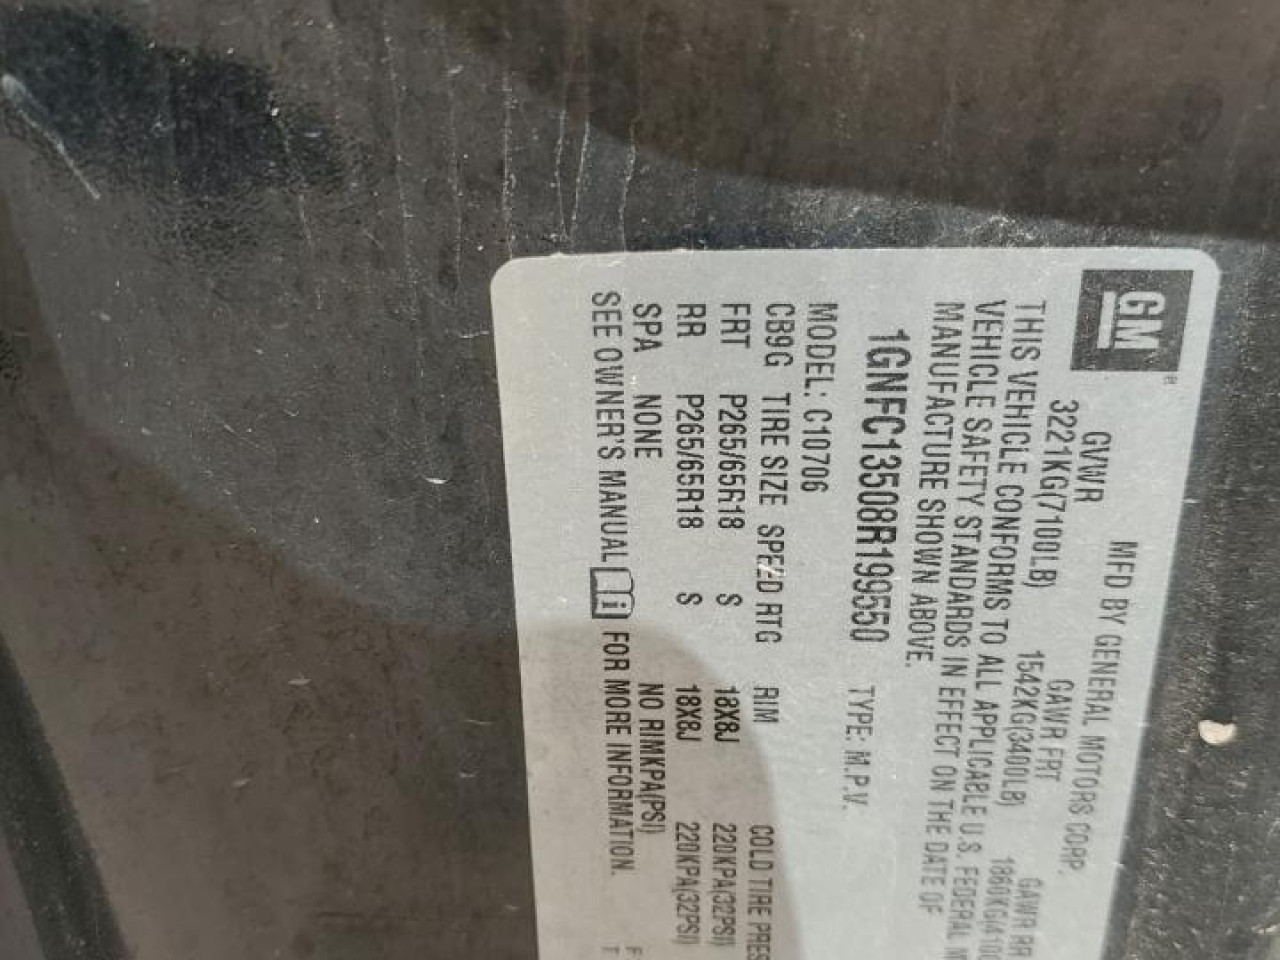 GM®
MFD BY GENERAL MOTORS CORP.
GVWR GAWR FRT GAWR RR
3221KG(7100LB) 1542KG(3400LB) 1860KG(410
THIS VEHICLE CONFORMS TO ALL APPLICABLE U.S. FEDERAL M
VEHICLE SAFETY STANDARDS IN EFFECT ON THE DATE OF
MANUFACTURE SHOWN ABOVE.
1GNFC13508R199550 TYPE: M.P.V.
MODEL: C10706
CB9G TIRE SIZE SPEED RTG RIM COLD TIRE PRES
FRT P265/65R18 S 18X8J 220KPA(32PSI)
RR P265/65R18 S 18X8J 220KPA(32PSI)
SPA NONE NO RIMKPA(PSI)
SEE OWNER'S MANUAL i FOR MORE INFORMATION.
F
T